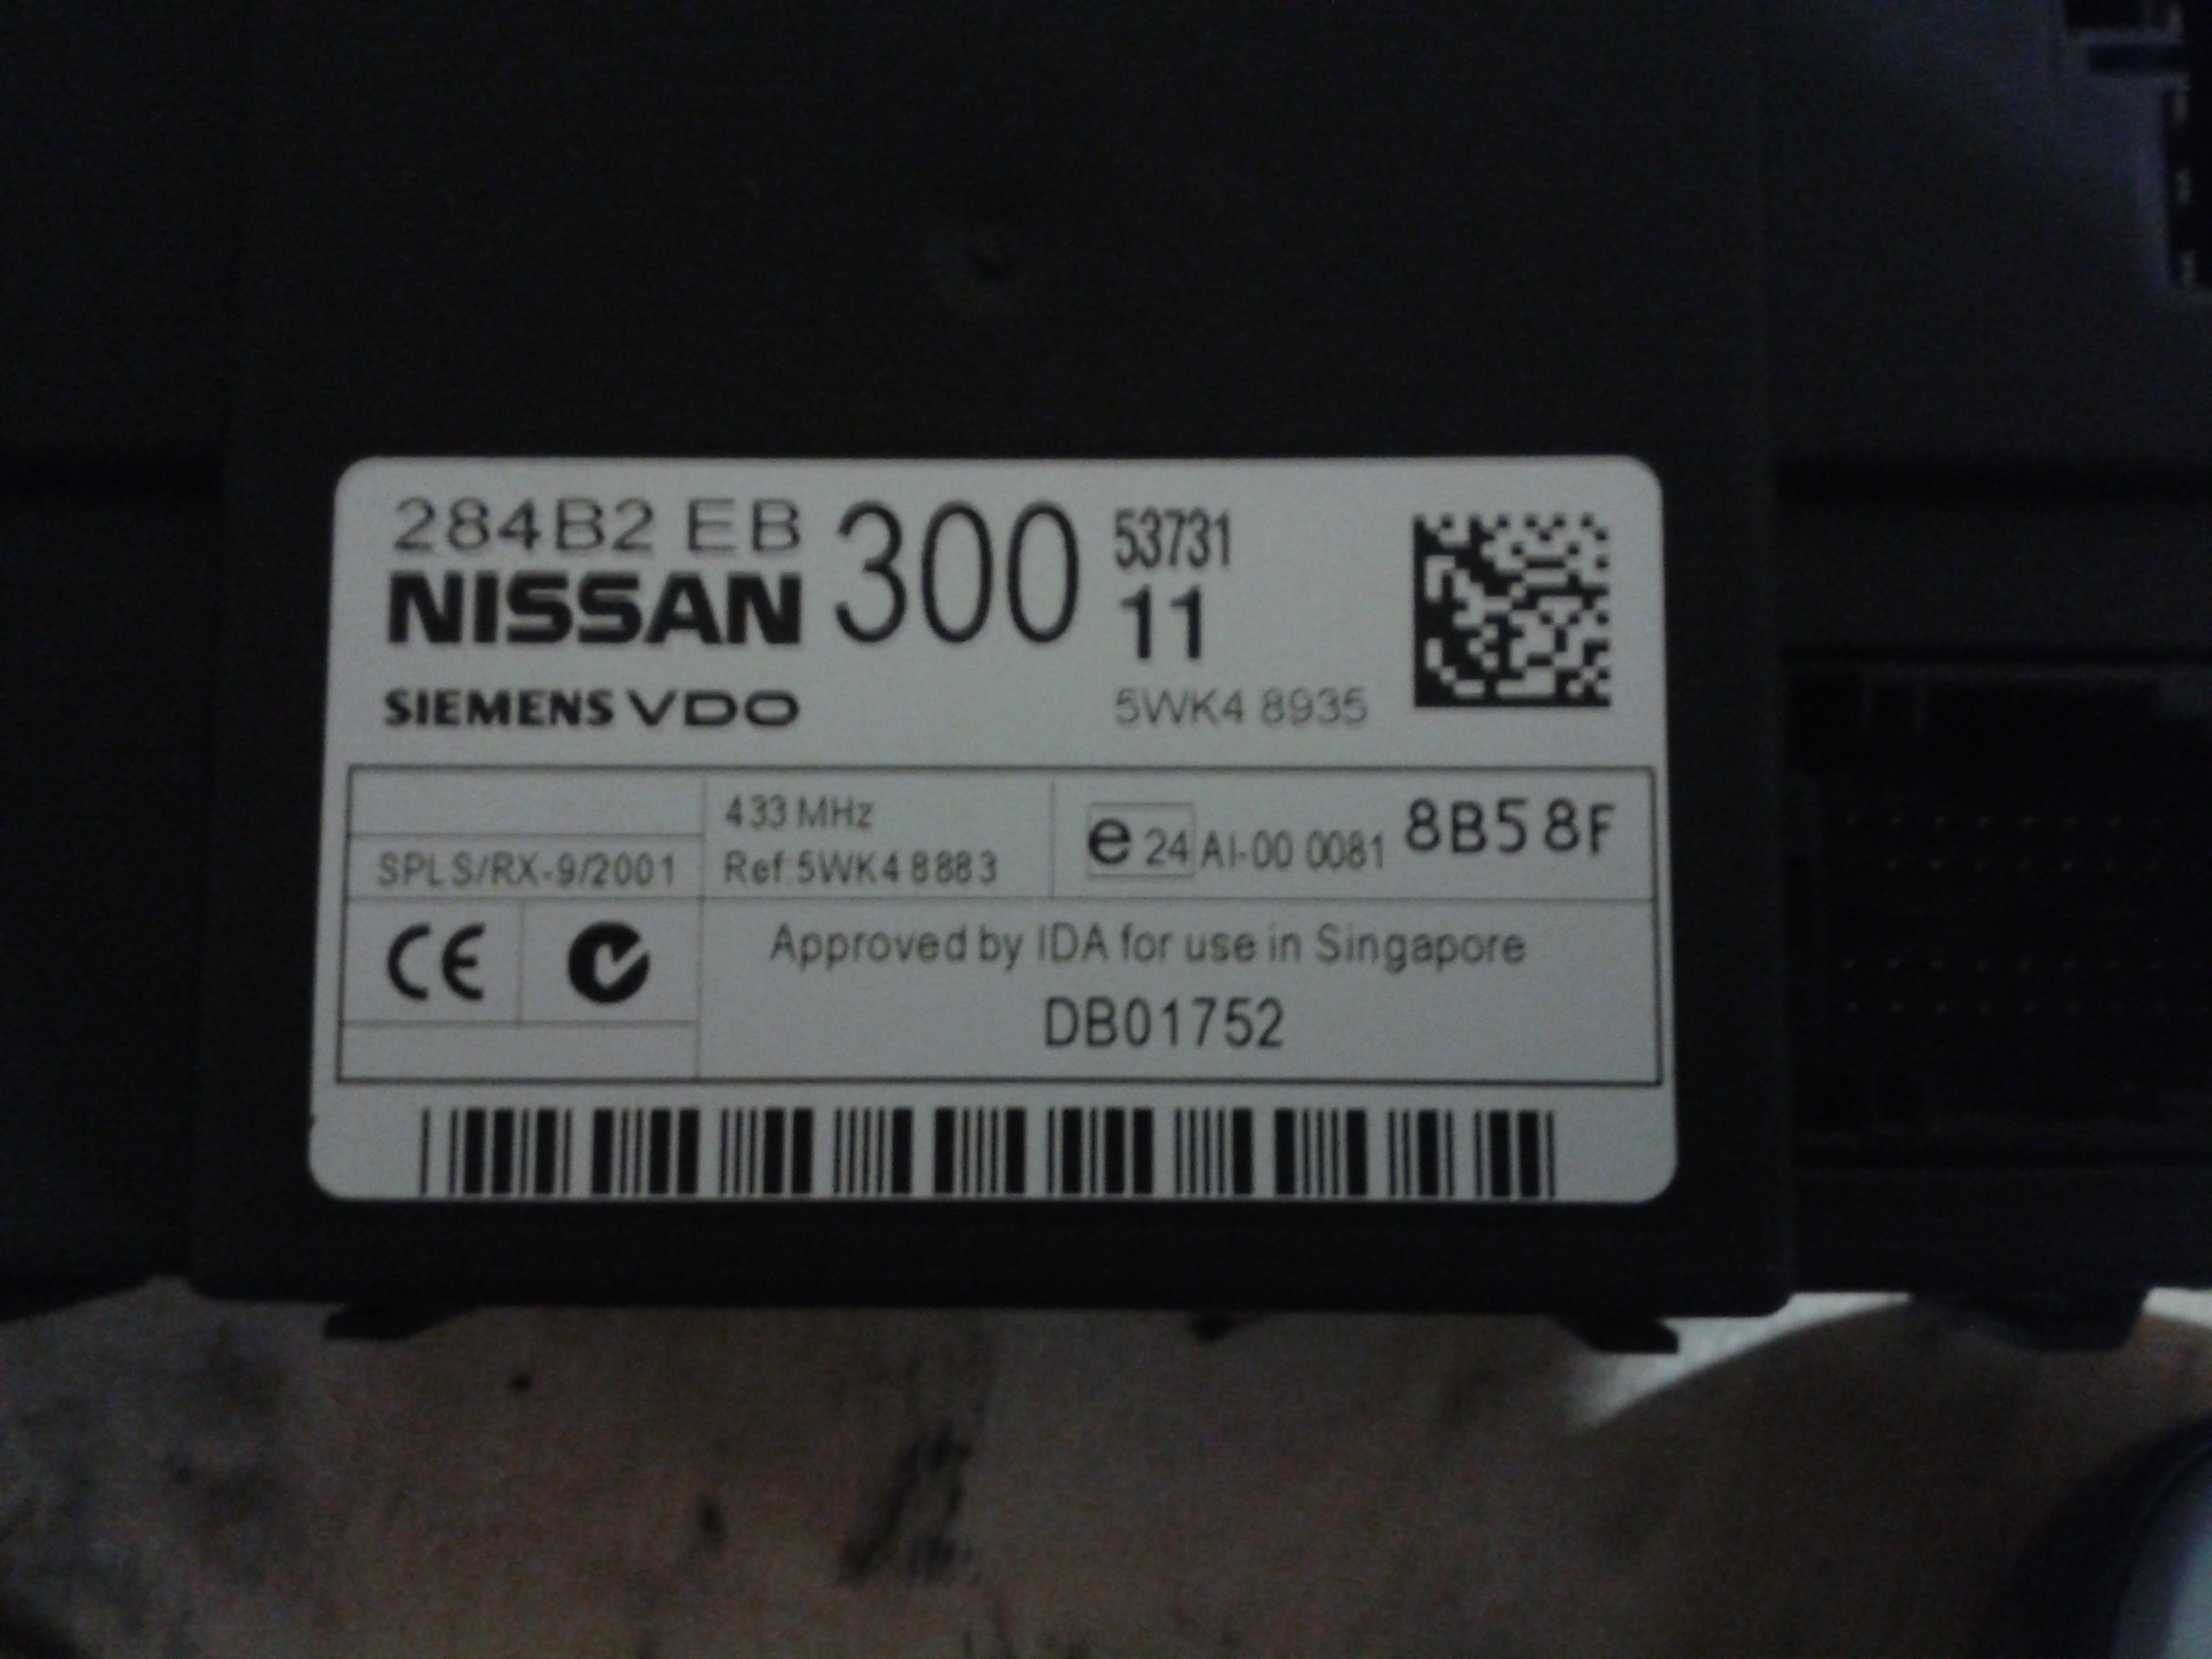 284B2 EB 300 53731
NISSAN 11
SIEMENS VDO 5WK4 8935
433 MHz
SPLS/RX-9/2001 Ref:5WK4 8883 e 24 AI-00 0081 8B58F
CE Approved by IDA for use in Singapore
DB01752